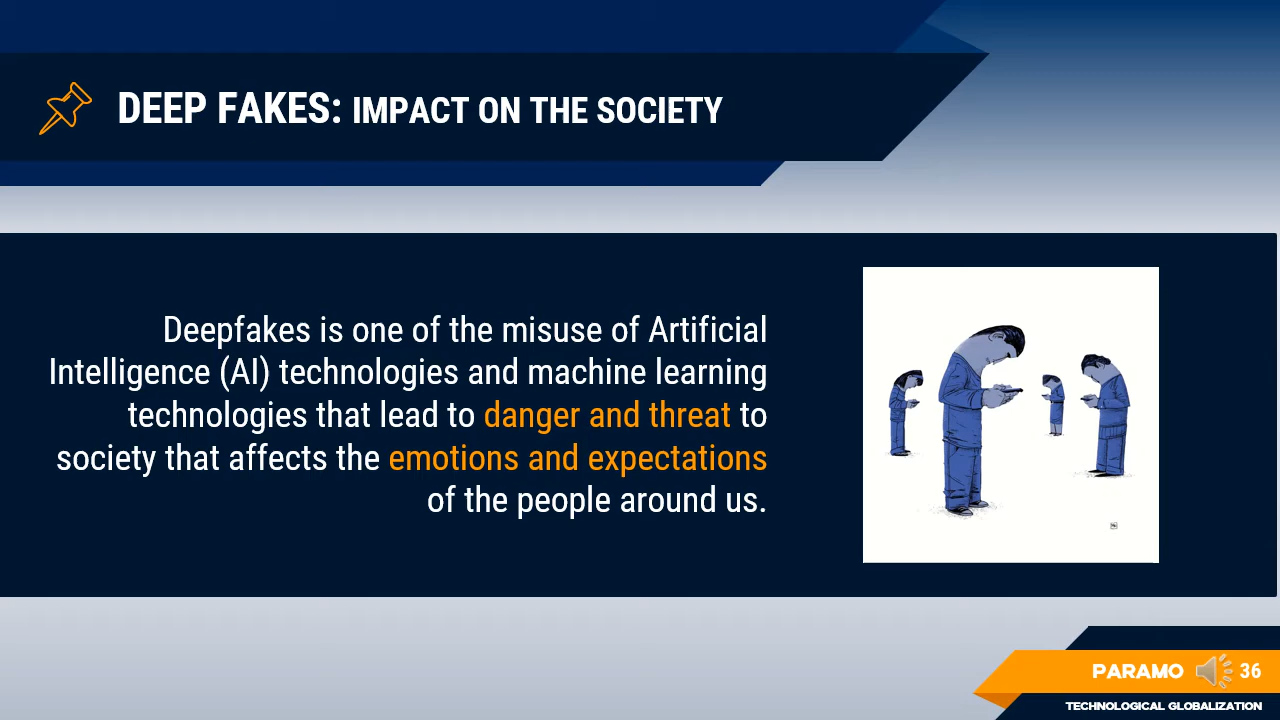 DEEP FAKES: IMPACT ON THE SOCIETY
Deepfakes is one of the misuse of Artificial
Intelligence (AI) technologies and machine learning
technologies that lead to danger and threat to
society that affects the emotions and expectations
of the people around us.
PARAMO 36
TECHNOLOGICAL GLOBALIZATION